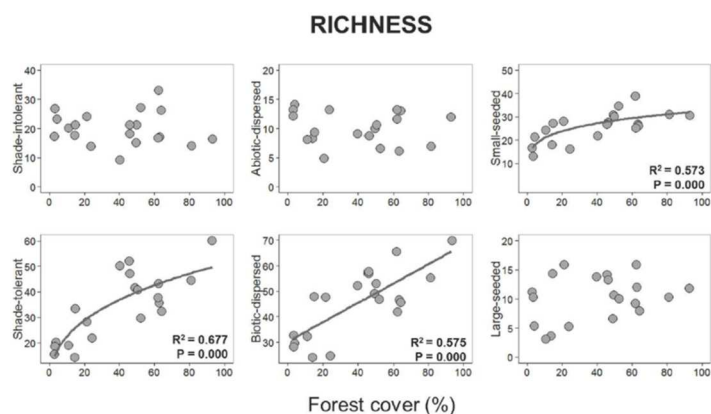 RICHNESS
Shade-intolerant
40
30
20
10
0
0 20 40 60 80 100
Abiotic-dispersed
20
15
10
5
0
0 20 40 60 80 100
Small-seeded
50
40
30
20
10
R² = 0.573
P = 0.000
0 20 40 60 80 100
Shade-tolerant
60
50
40
30
20
R² = 0.677
P = 0.000
0 20 40 60 80 100
Biotic-dispersed
70
60
50
40
30
R² = 0.575
P = 0.000
0 20 40 60 80 100
Large-seeded
20
15
10
5
0
0 20 40 60 80 100
Forest cover (%)